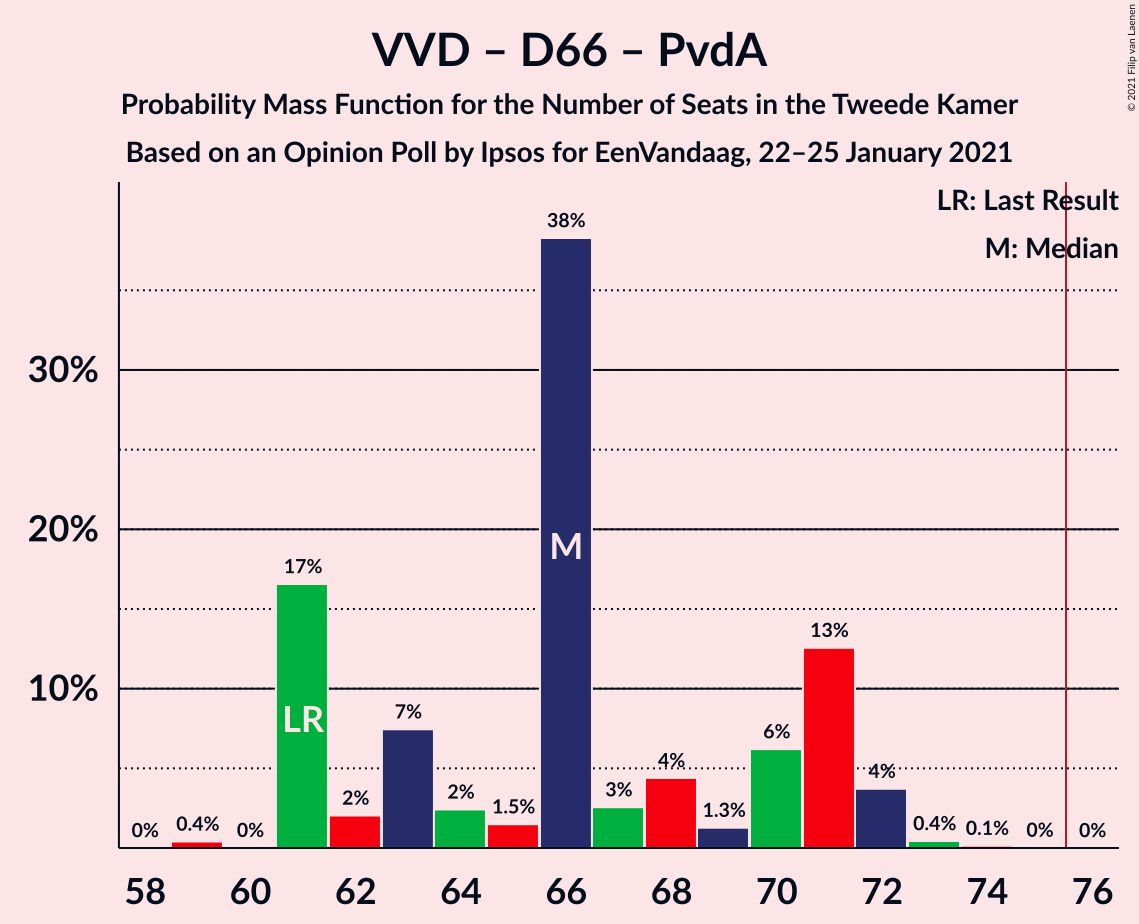 VVD – D66 – PvdA
Probability Mass Function for the Number of Seats in the Tweede Kamer
Based on an Opinion Poll by Ipsos for EenVandaag, 22–25 January 2021
© 2021 Filip van Laenen
LR: Last Result
M: Median
38%
30%
20%
17%
13%
10%
LR
M
7%
6%
4%
4%
3%
2%
2%
1.5%
1.3%
0%
0.4%
0%
0.4%
0.1%
0%
0%
58 60 62 64 66 68 70 72 74 76